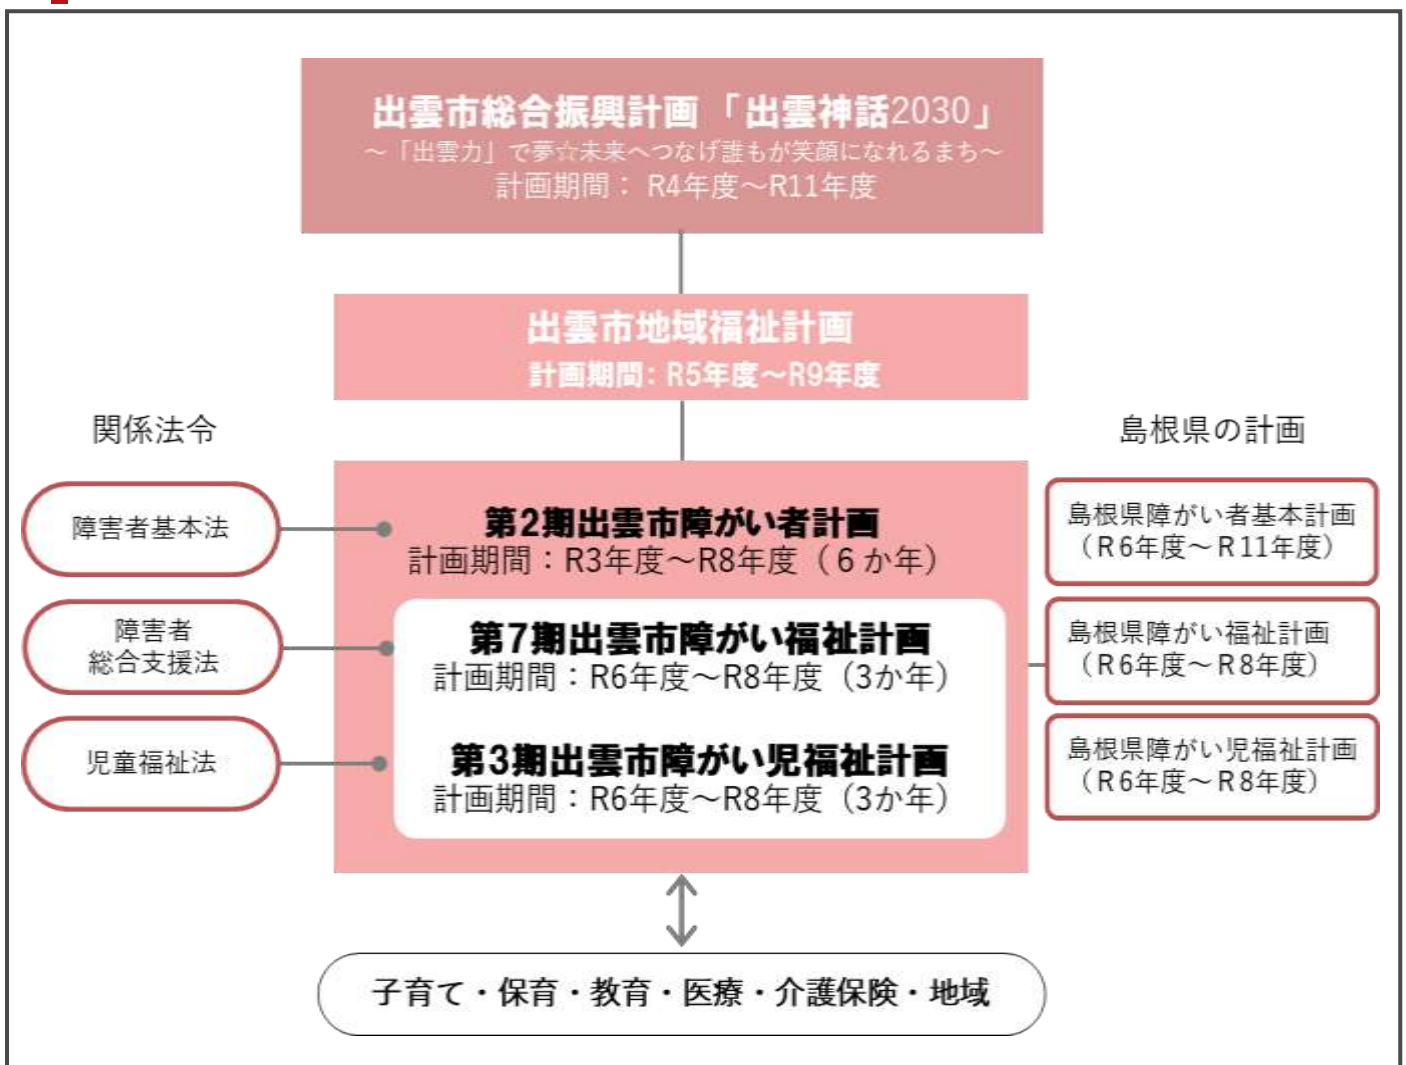 出雲市総合振興計画「出雲神話2030」
~「出雲力」で夢☆未来へつなげ誰もが笑顔になれるまち~
計画期間： R4年度~R11年度
出雲市地域福祉計画
計画期間：R5年度~R9年度
関係法令
障害者基本法
障害者
総合支援法
児童福祉法
第2期出雲市障がい者計画
計画期間：R3年度~R8年度（６か年）
第7期出雲市障がい福祉計画
計画期間：R6年度~R8年度（3か年）
第3期出雲市障がい児福祉計画
計画期間：R6年度~R8年度（3か年）
島根県の計画
島根県障がい者基本計画
（R6年度~R11年度）
島根県障がい福祉計画
（R6年度~R8年度）
島根県障がい児福祉計画
（R6年度~R8年度）
子育て・保育・教育・医療・介護保険・地域